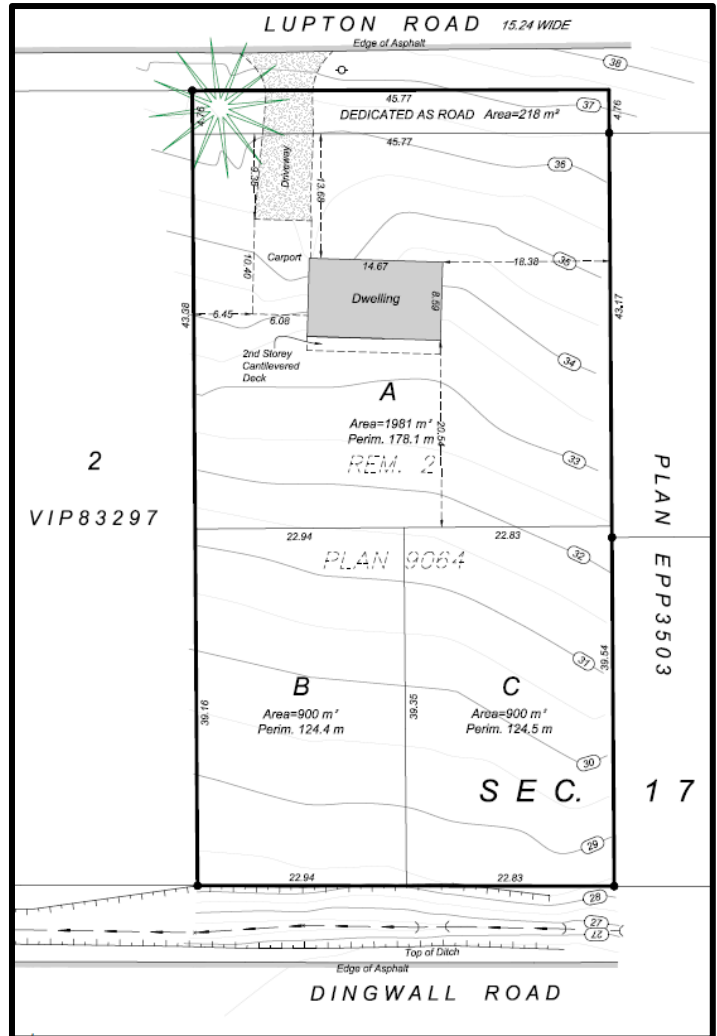 LUPTON ROAD 15.24 WIDE
Edge of Asphalt
38
45.77
4.76
DEDICATED AS ROAD Area=218 m²
37
4.76
45.77
36
9.35
Driveway
13.68
Carport
10.40
14.67
18.38
35
Dwelling
8.59
43.38
6.45
6.08
43.17
2nd Storey
Cantilevered
Deck
34
A
Area=1981 m²
Perim. 178.1 m
20.54
REM. 2
33
2
VIP83297
PLAN EPP3503
22.94
22.83
32
PLAN 9064
31
39.54
B
Area=900 m²
Perim. 124.4 m
C
Area=900 m²
Perim. 124.5 m
39.16
39.35
30
SEC. 17
29
22.94
22.83
28
27
27
Top of Ditch
Edge of Asphalt
DINGWALL ROAD